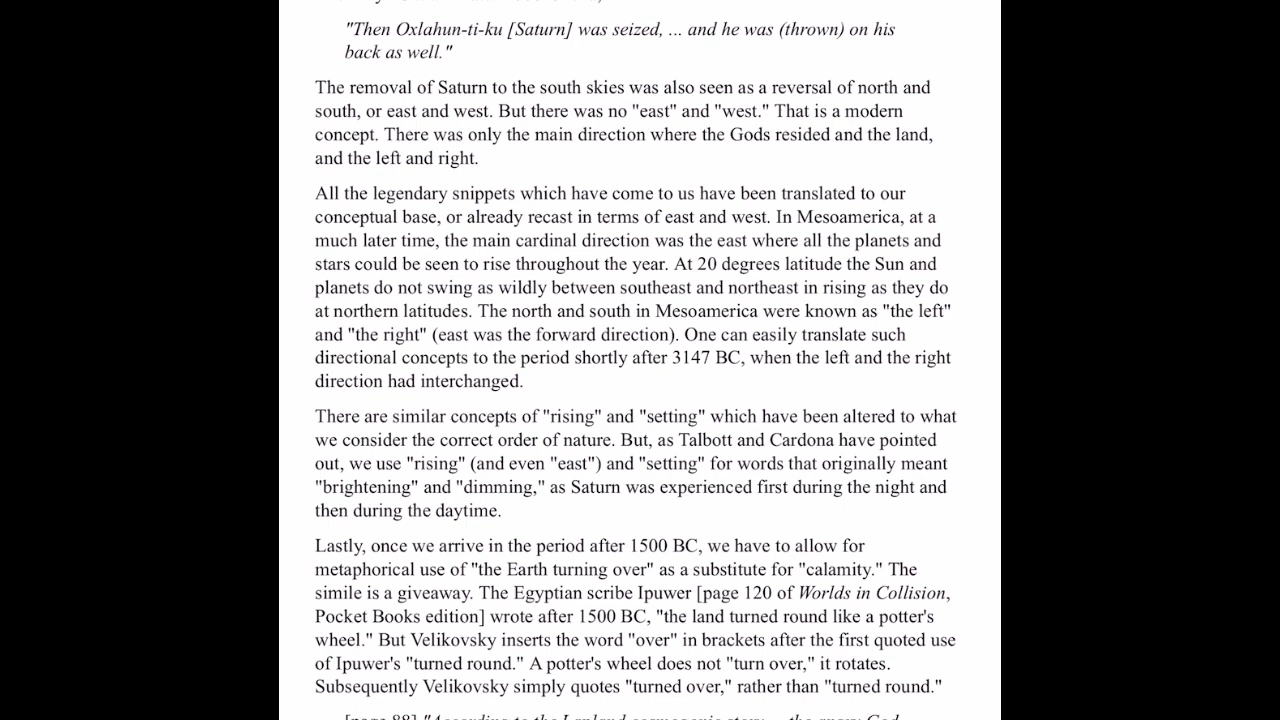 "Then Oxlahun-ti-ku [Saturn] was seized, ... and he was (thrown) on his
back as well."
The removal of Saturn to the south skies was also seen as a reversal of north and
south, or east and west. But there was no "east" and "west." That is a modern
concept. There was only the main direction where the Gods resided and the land,
and the left and right.
All the legendary snippets which have come to us have been translated to our
conceptual base, or already recast in terms of east and west. In Mesoamerica, at a
much later time, the main cardinal direction was the east where all the planets and
stars could be seen to rise throughout the year. At 20 degrees latitude the Sun and
planets do not swing as wildly between southeast and northeast in rising as they do
at northern latitudes. The north and south in Mesoamerica were known as "the left"
and "the right" (east was the forward direction). One can easily translate such
directional concepts to the period shortly after 3147 BC, when the left and the right
direction had interchanged.
There are similar concepts of "rising" and "setting" which have been altered to what
we consider the correct order of nature. But, as Talbott and Cardona have pointed
out, we use "rising" (and even "east") and "setting" for words that originally meant
"brightening" and "dimming," as Saturn was experienced first during the night and
then during the daytime.
Lastly, once we arrive in the period after 1500 BC, we have to allow for
metaphorical use of "the Earth turning over" as a substitute for "calamity." The
simile is a giveaway. The Egyptian scribe Ipuwer [page 120 of Worlds in Collision,
Pocket Books edition] wrote after 1500 BC, "the land turned round like a potter's
wheel." But Velikovsky inserts the word "over" in brackets after the first quoted use
of Ipuwer's "turned round." A potter's wheel does not "turn over," it rotates.
Subsequently Velikovsky simply quotes "turned over," rather than "turned round."
[page 88] "According to the Lapland cosmogonic story ... the angry God